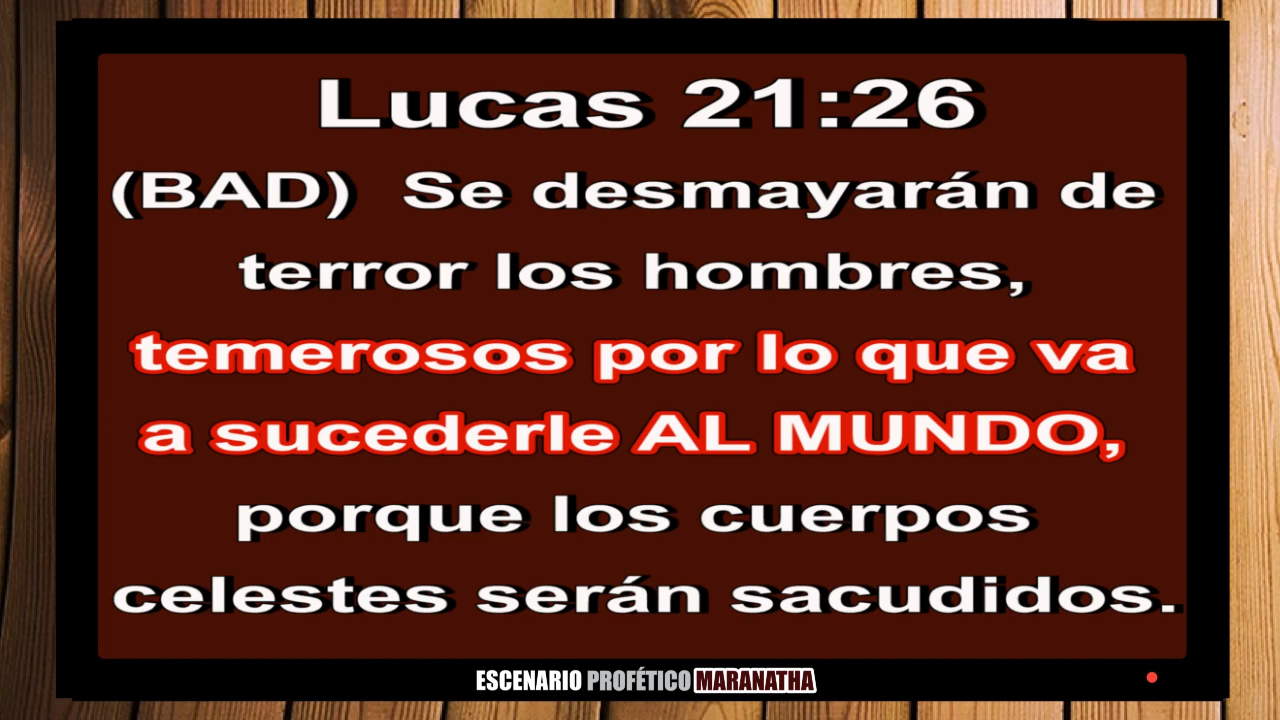 Lucas 21:26
(BAD) Se desmayarán de
terror los hombres,
temerosos por lo que va
a sucederle AL MUNDO,
porque los cuerpos
celestes serán sacudidos.
ESCENARIO PROFÉTICO MARANATHA